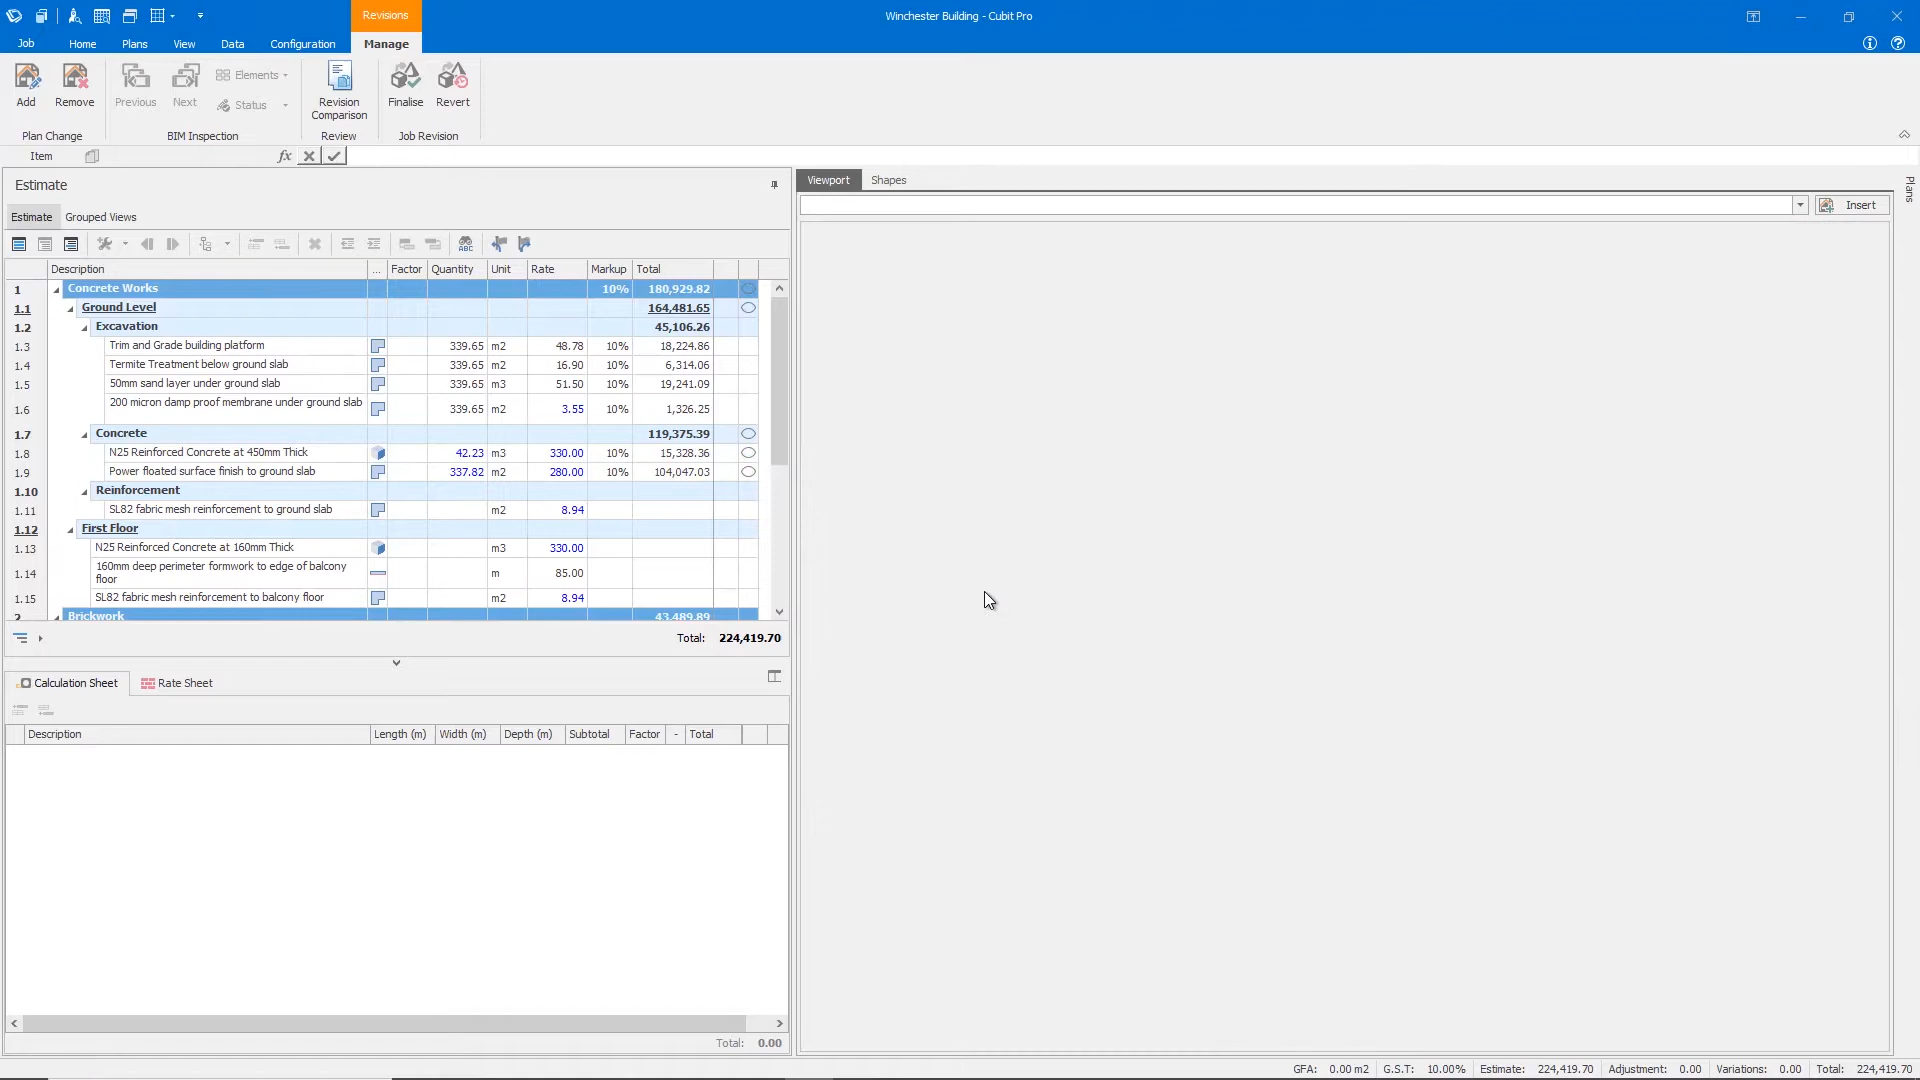 Revisions
Winchester Building - Cubit Pro
Job Home Plans View Data Configuration Manage
Add Remove Previous Next Elements Status Revision Comparison Finalise Revert
Plan Change BIM Inspection Review Job Revision
Item fx
Estimate
Estimate Grouped Views
ABC
Description ... Factor Quantity Unit Rate Markup Total
1 Concrete Works 10% 180,929.82
1.1 Ground Level 164,481.65
1.2 Excavation 45,106.26
1.3 Trim and Grade building platform 339.65 m2 48.78 10% 18,224.86
1.4 Termite Treatment below ground slab 339.65 m2 16.90 10% 6,314.06
1.5 50mm sand layer under ground slab 339.65 m3 51.50 10% 19,241.09
1.6 200 micron damp proof membrane under ground slab 339.65 m2 3.55 10% 1,326.25
1.7 Concrete 119,375.39
1.8 N25 Reinforced Concrete at 450mm Thick 42.23 m3 330.00 10% 15,328.36
1.9 Power floated surface finish to ground slab 337.82 m2 280.00 10% 104,047.03
1.10 Reinforcement
1.11 SL82 fabric mesh reinforcement to ground slab m2 8.94
1.12 First Floor
1.13 N25 Reinforced Concrete at 160mm Thick m3 330.00
1.14 160mm deep perimeter formwork to edge of balcony floor m 85.00
1.15 SL82 fabric mesh reinforcement to balcony floor m2 8.94
2 Brickwork 43,489.89
Total: 224,419.70
Calculation Sheet Rate Sheet
Description Length (m) Width (m) Depth (m) Subtotal Factor - Total
Total: 0.00
Viewport Shapes
Insert
Plans
GFA: 0.00 m2 G.S.T: 10.00% Estimate: 224,419.70 Adjustment: 0.00 Variations: 0.00 Total: 224,419.70